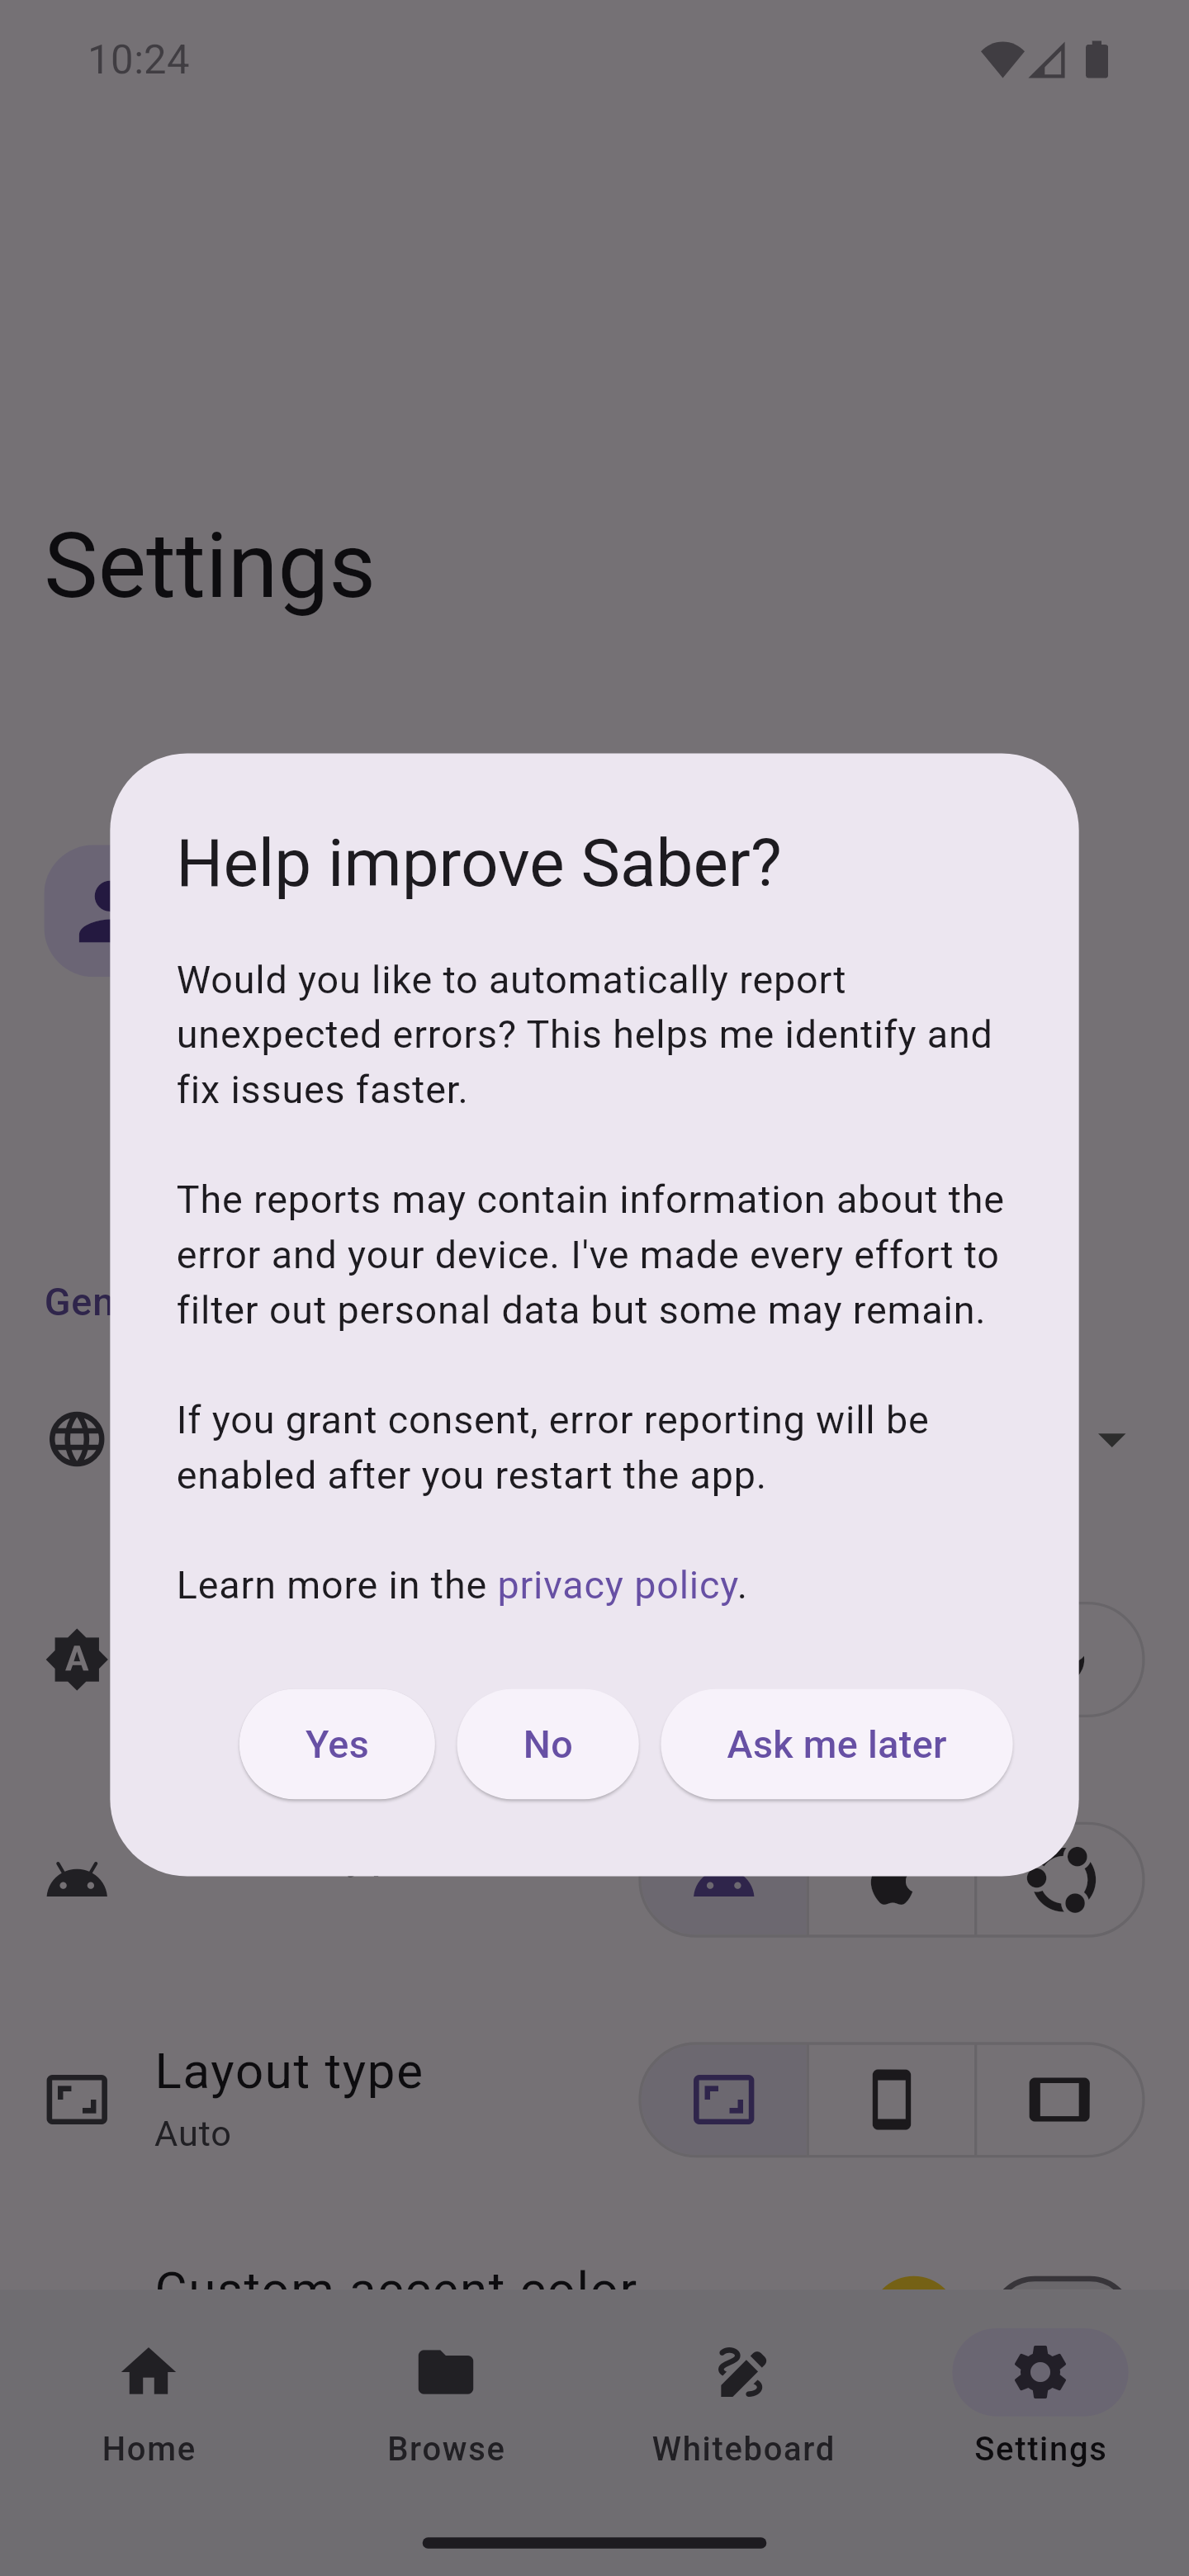 10:24
Settings
Help improve Saber?
Would you like to automatically report
unexpected errors? This helps me identify and
fix issues faster.
The reports may contain information about the
error and your device. I've made every effort to
filter out personal data but some may remain.
Gen
If you grant consent, error reporting will be
enabled after you restart the app.
Learn more in the privacy policy.
A
Yes No Ask me later
Layout type
Auto
Custom accent color
Home Browse Whiteboard Settings